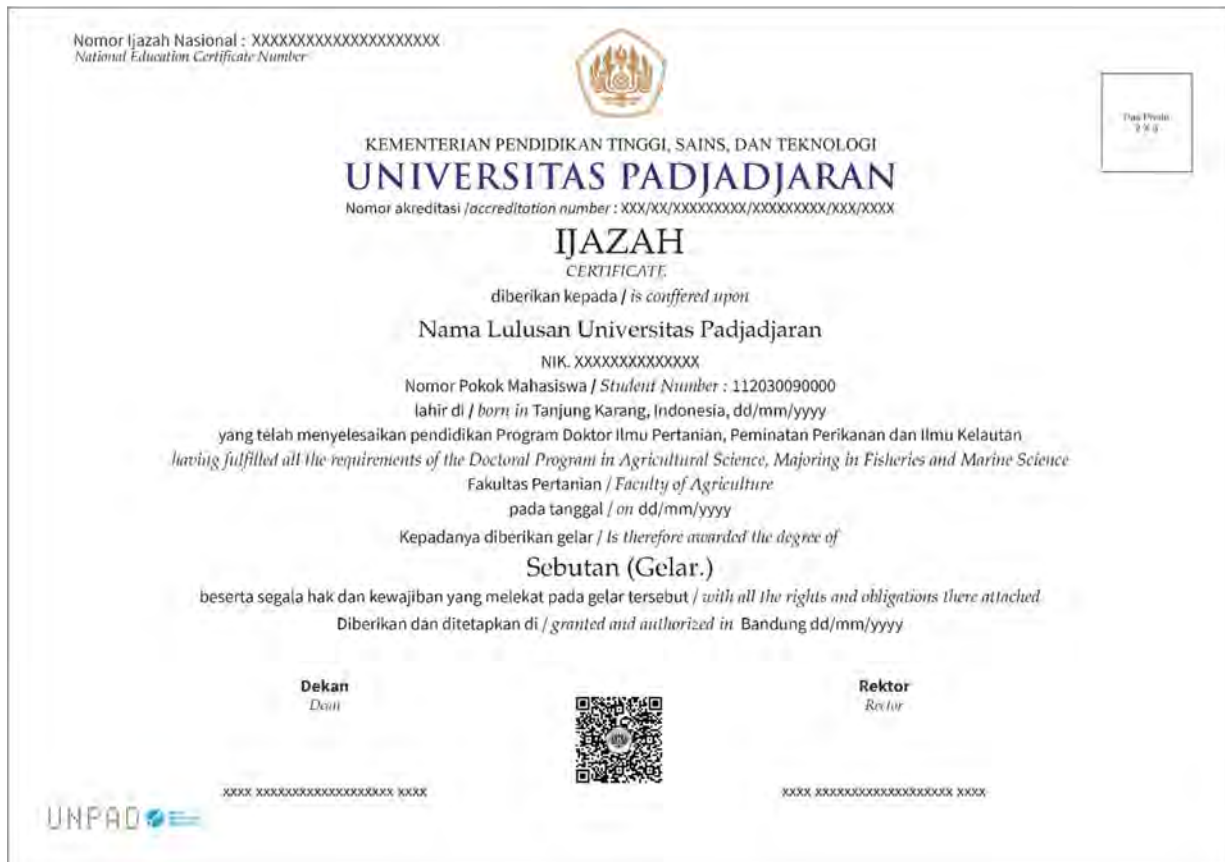 Nomor Ijazah Nasional : XXXXXXXXXXXXXXXXXXXXX
National Education Certificate Number
Pas Photo
KEMENTERIAN PENDIDIKAN TINGGI, SAINS, DAN TEKNOLOGI
UNIVERSITAS PADJADJARAN
Nomor akreditasi /accreditation number : XXX/XX/XXXXXXXXX/XXXXXXXXX/XXX/XXXX
IJAZAH
CERTIFICATE
diberikan kepada / is conffered upon
Nama Lulusan Universitas Padjadjaran
NIK. XXXXXXXXXXXXXX
Nomor Pokok Mahasiswa / Student Number : 112030090000
lahir di / born in Tanjung Karang, Indonesia, dd/mm/yyyy
yang telah menyelesaikan pendidikan Program Doktor Ilmu Pertanian, Peminatan Perikanan dan Ilmu Kelautan
having fulfilled all the requirements of the Doctoral Program in Agricultural Science, Majoring in Fisheries and Marine Science
Fakultas Pertanian / Faculty of Agriculture
pada tanggal / on dd/mm/yyyy
Kepadanya diberikan gelar / Is therefore awarded the degree of
Sebutan (Gelar.)
beserta segala hak dan kewajiban yang melekat pada gelar tersebut / with all the rights and obligations there attached
Diberikan dan ditetapkan di / granted and authorized in Bandung dd/mm/yyyy
Dekan
Dean
Rektor
Rector
xxxx xxxxxxxxxxxxxxxxxxxx xxxx
xxxx xxxxxxxxxxxxxxxxxxxx xxxx
UNPAD